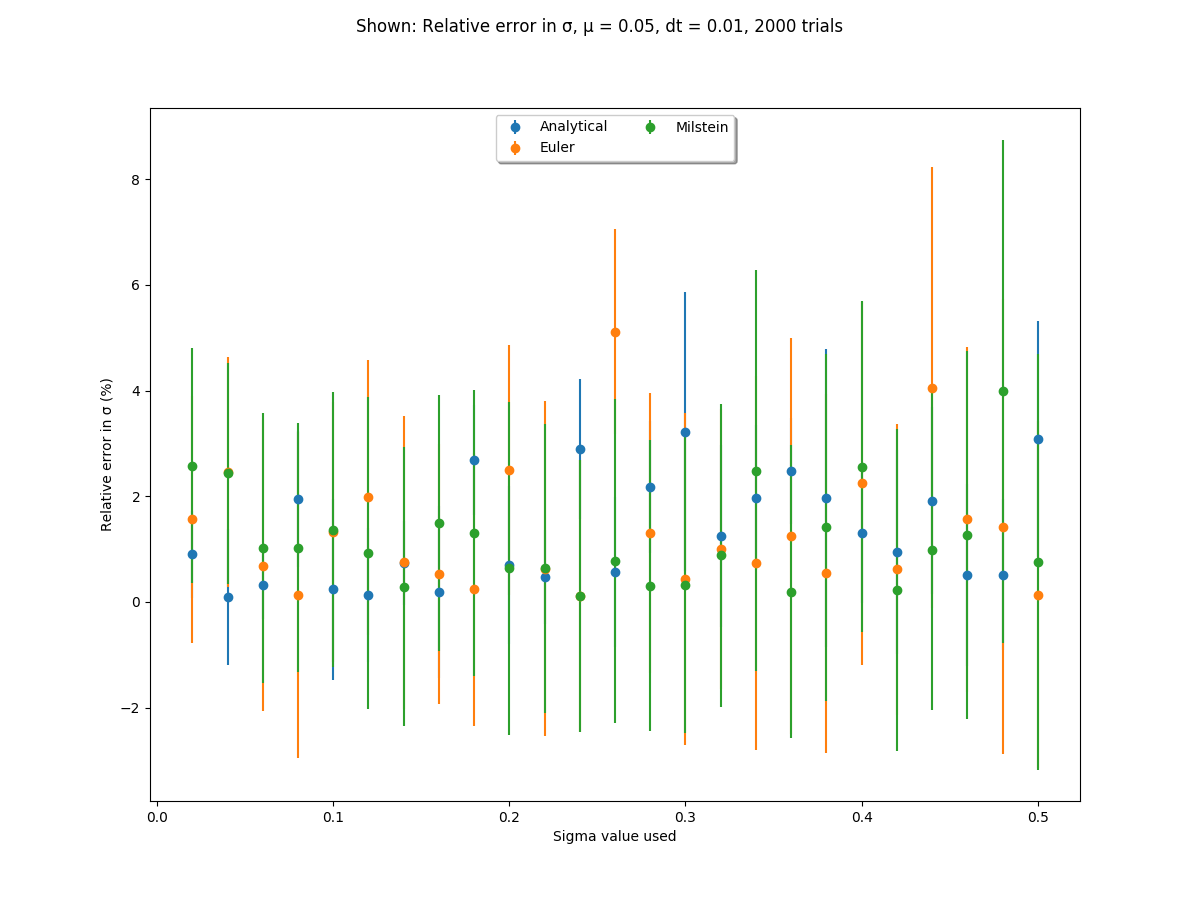 Shown: Relative error in σ, μ = 0.05, dt = 0.01, 2000 trials
Analytical
Euler
Milstein
Relative error in σ (%)
8
6
4
2
0
−2
0.0
0.1
0.2
0.3
0.4
0.5
Sigma value used